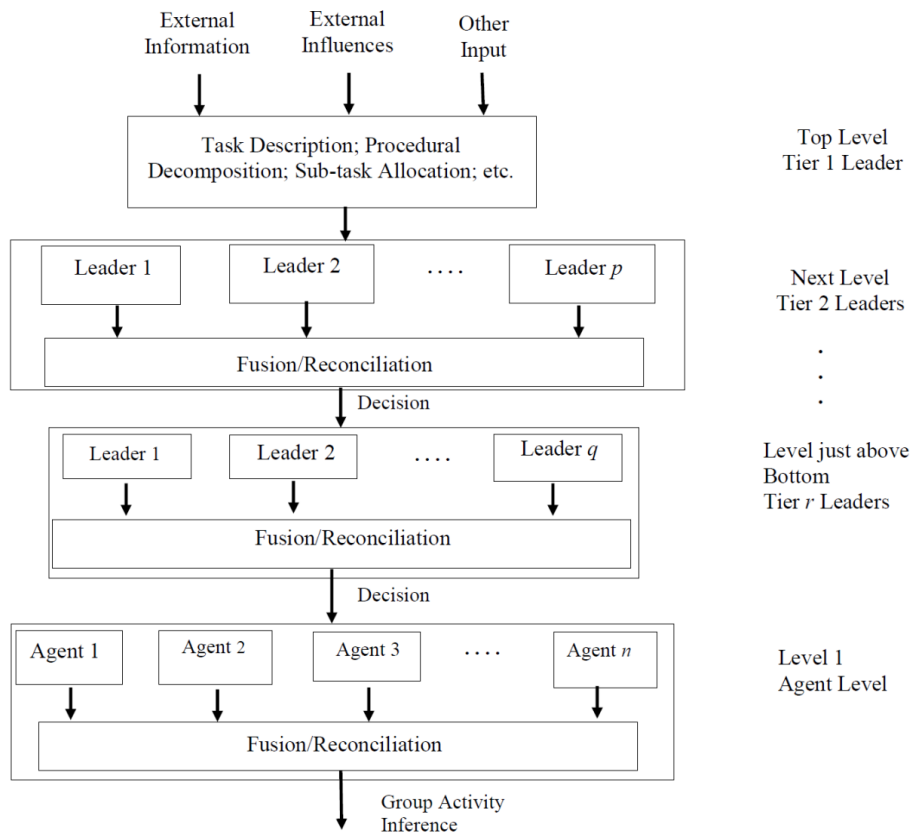 External
Information
External
Influences
Other
Input
Task Description; Procedural
Decomposition; Sub-task Allocation; etc.
Top Level
Tier 1 Leader
Leader 1
Leader 2
....
Leader p
Next Level
Tier 2 Leaders
Fusion/Reconciliation
.
.
.
Decision
Leader 1
Leader 2
....
Leader q
Level just above
Bottom
Tier r Leaders
Fusion/Reconciliation
Decision
Agent 1
Agent 2
Agent 3
....
Agent n
Level 1
Agent Level
Fusion/Reconciliation
Group Activity
Inference